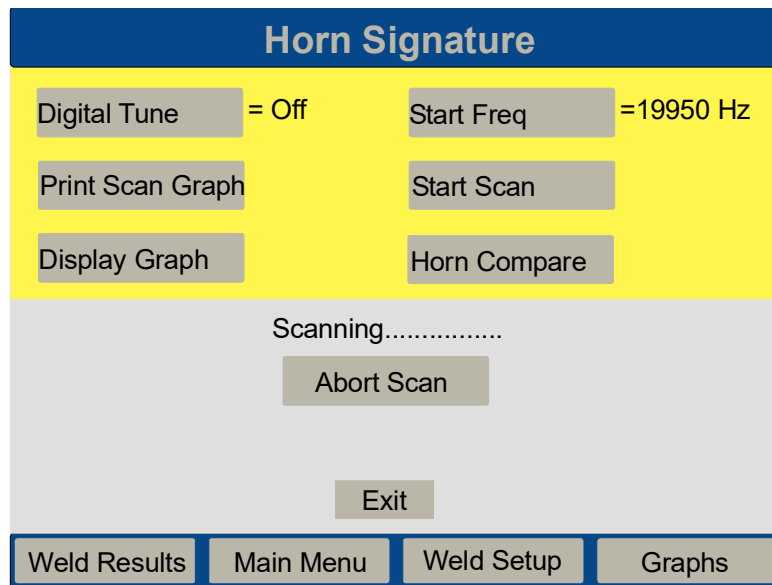 Horn Signature
Digital Tune = Off Start Freq =19950 Hz
Print Scan Graph Start Scan
Display Graph Horn Compare
Scanning................
Abort Scan
Exit
Weld Results Main Menu Weld Setup Graphs